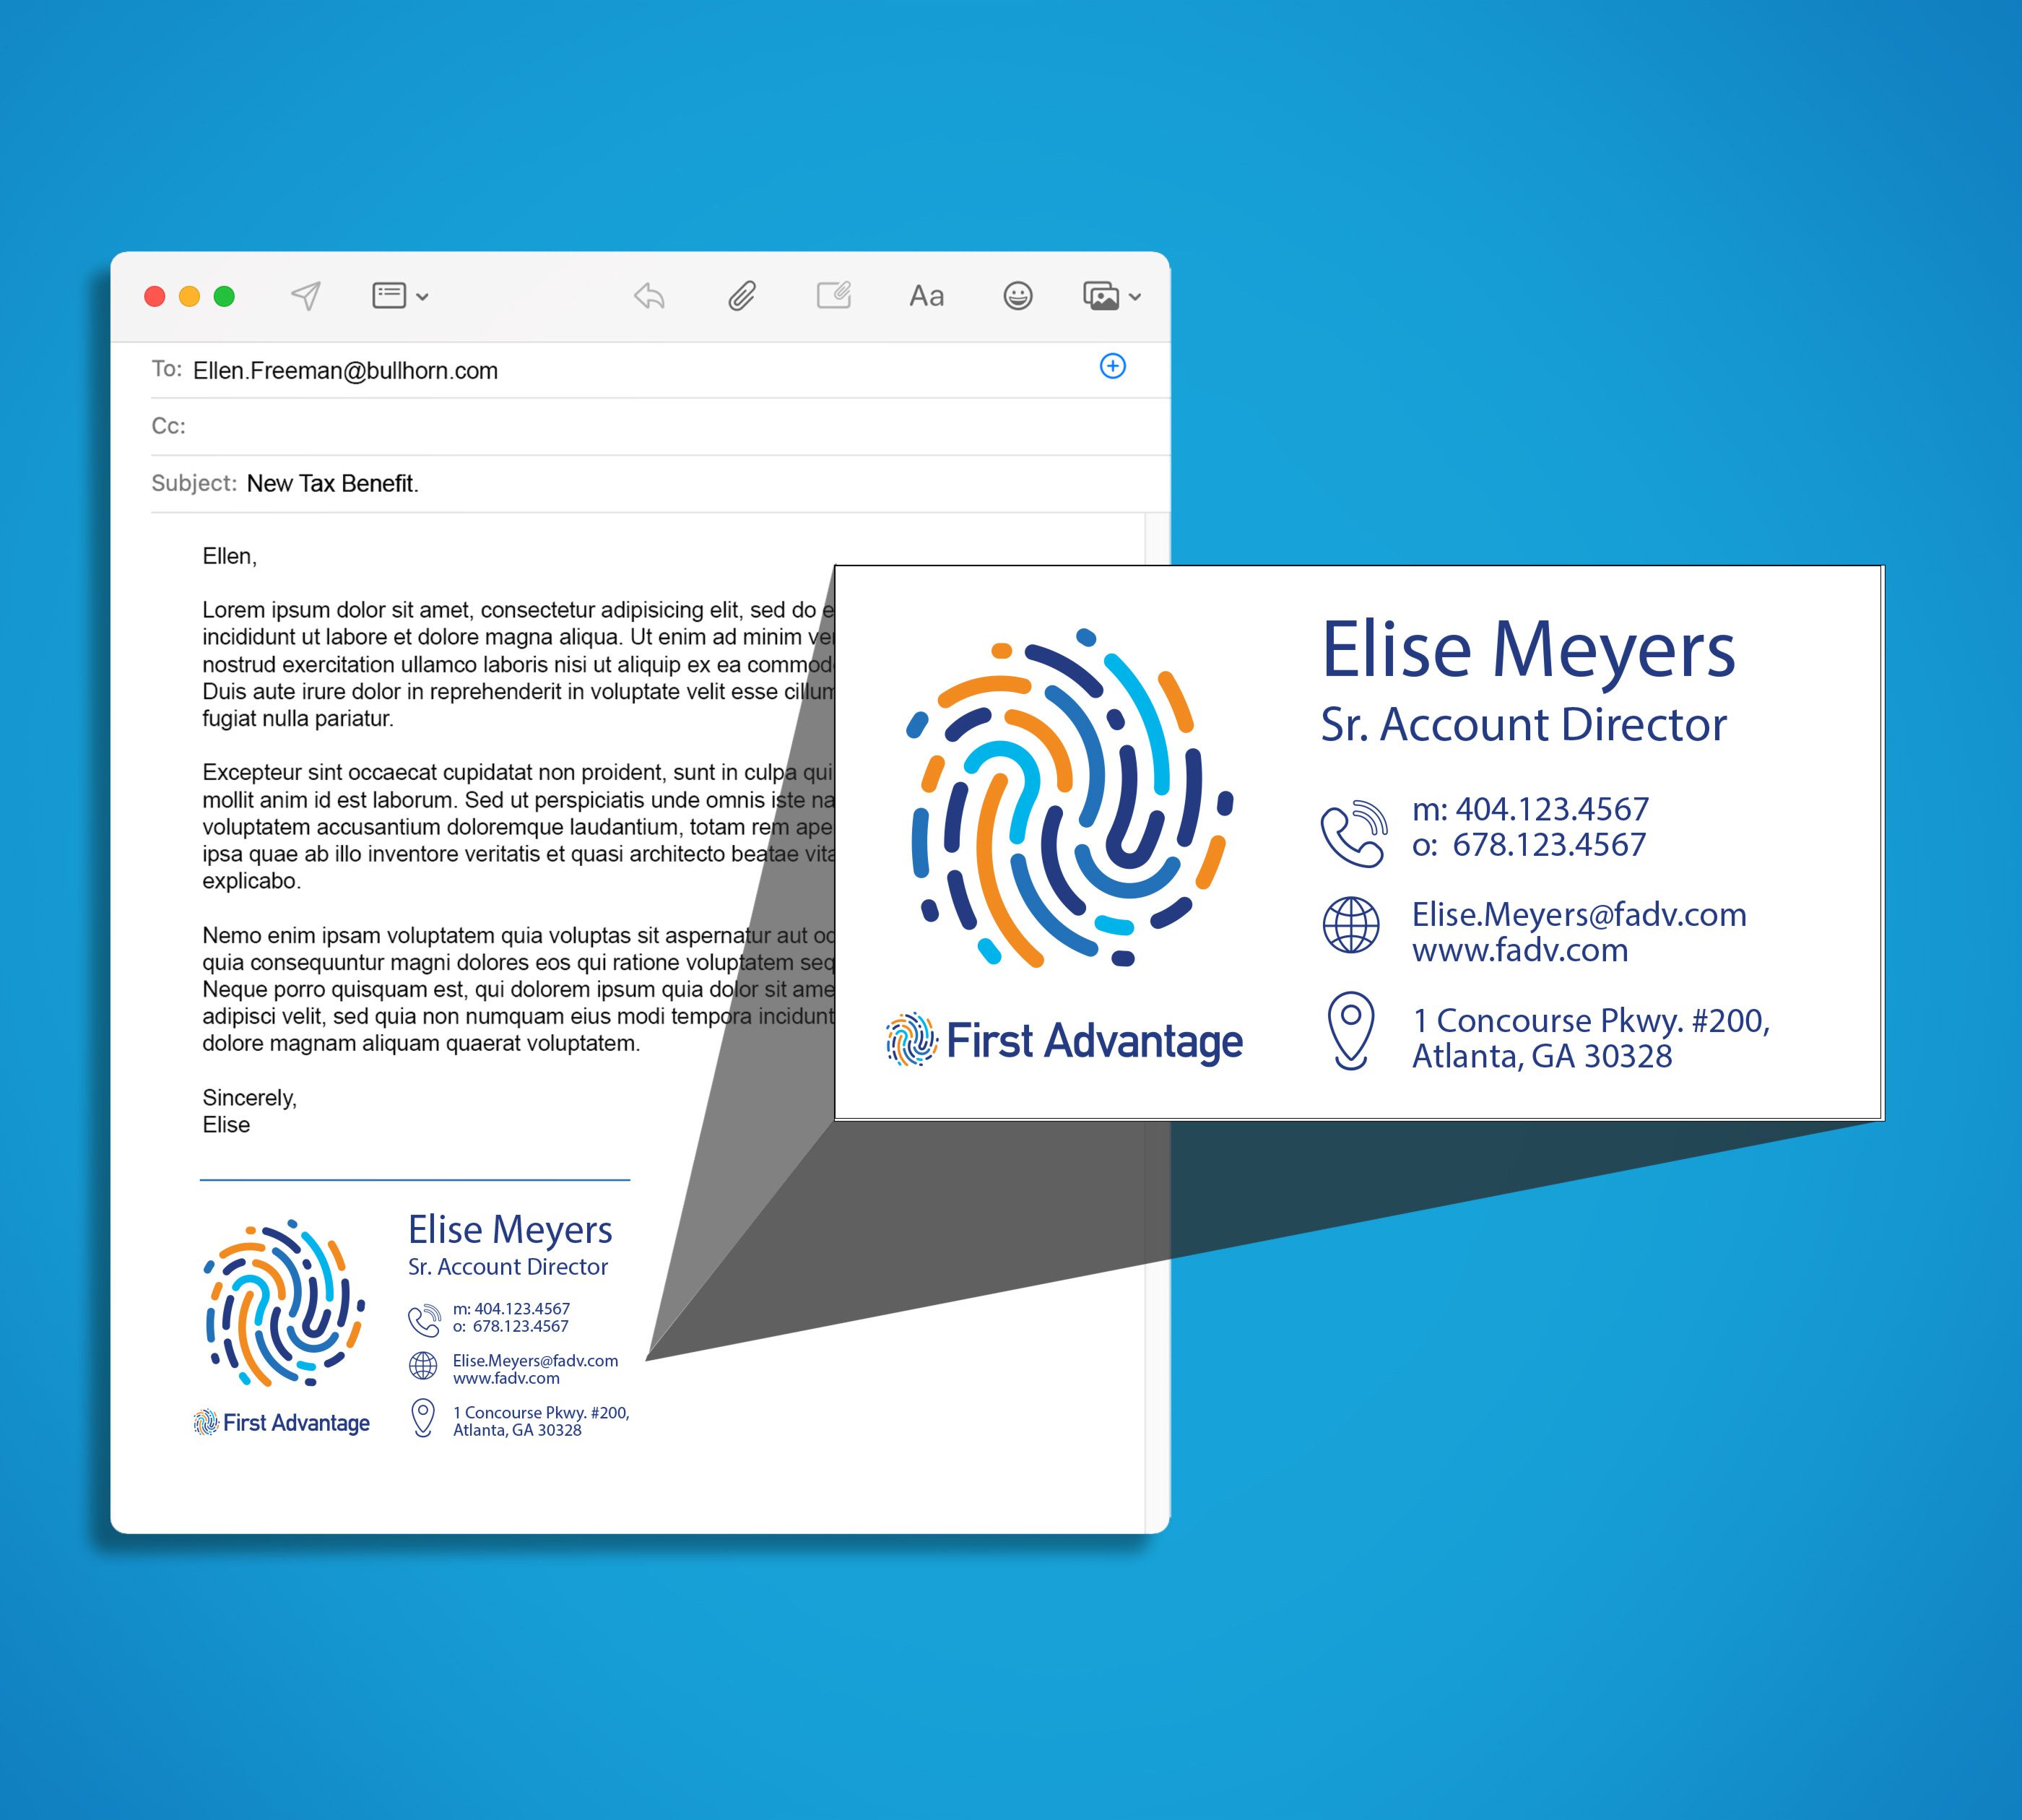 Aa
To: Ellen.Freeman@bullhorn.com
Cc:
Subject: New Tax Benefit.
Ellen,
Lorem ipsum dolor sit amet, consectetur adipisicing elit, sed do
incididunt ut labore et dolore magna aliqua. Ut enim ad minim
nostrud exercitation ullamco laboris nisi ut aliquip ex ea
Duis aute irure dolor in reprehenderit in voluptate velit esse
fugiat nulla pariatur.
Excepteur sint occaecat cupidatat non proident, sunt in culpa qui
mollit anim id est laborum. Sed ut perspiciatis unde omnis iste
voluptatem accusantium doloremque laudantium, totam rem
ipsa quae ab illo inventore veritatis et quasi architecto beatae
explicabo.
Nemo enim ipsam voluptatem quia voluptas sit aspernatur aut
quia consequuntur magni dolores eos qui ratione voluptatem
Neque porro quisquam est, qui dolorem ipsum quia dolor sit
adipisci velit, sed quia non numquam eius modi tempora incidunt
dolore magnam aliquam quaerat voluptatem.
Sincerely,
Elise
Elise Meyers
Sr. Account Director
m: 404.123.4567
o: 678.123.4567
Elise.Meyers@fadv.com
www.fadv.com
1 Concourse Pkwy. #200,
Atlanta, GA 30328
First Advantage
Elise Meyers
Sr. Account Director
m: 404.123.4567
o: 678.123.4567
Elise.Meyers@fadv.com
www.fadv.com
1 Concourse Pkwy. #200,
Atlanta, GA 30328
First Advantage